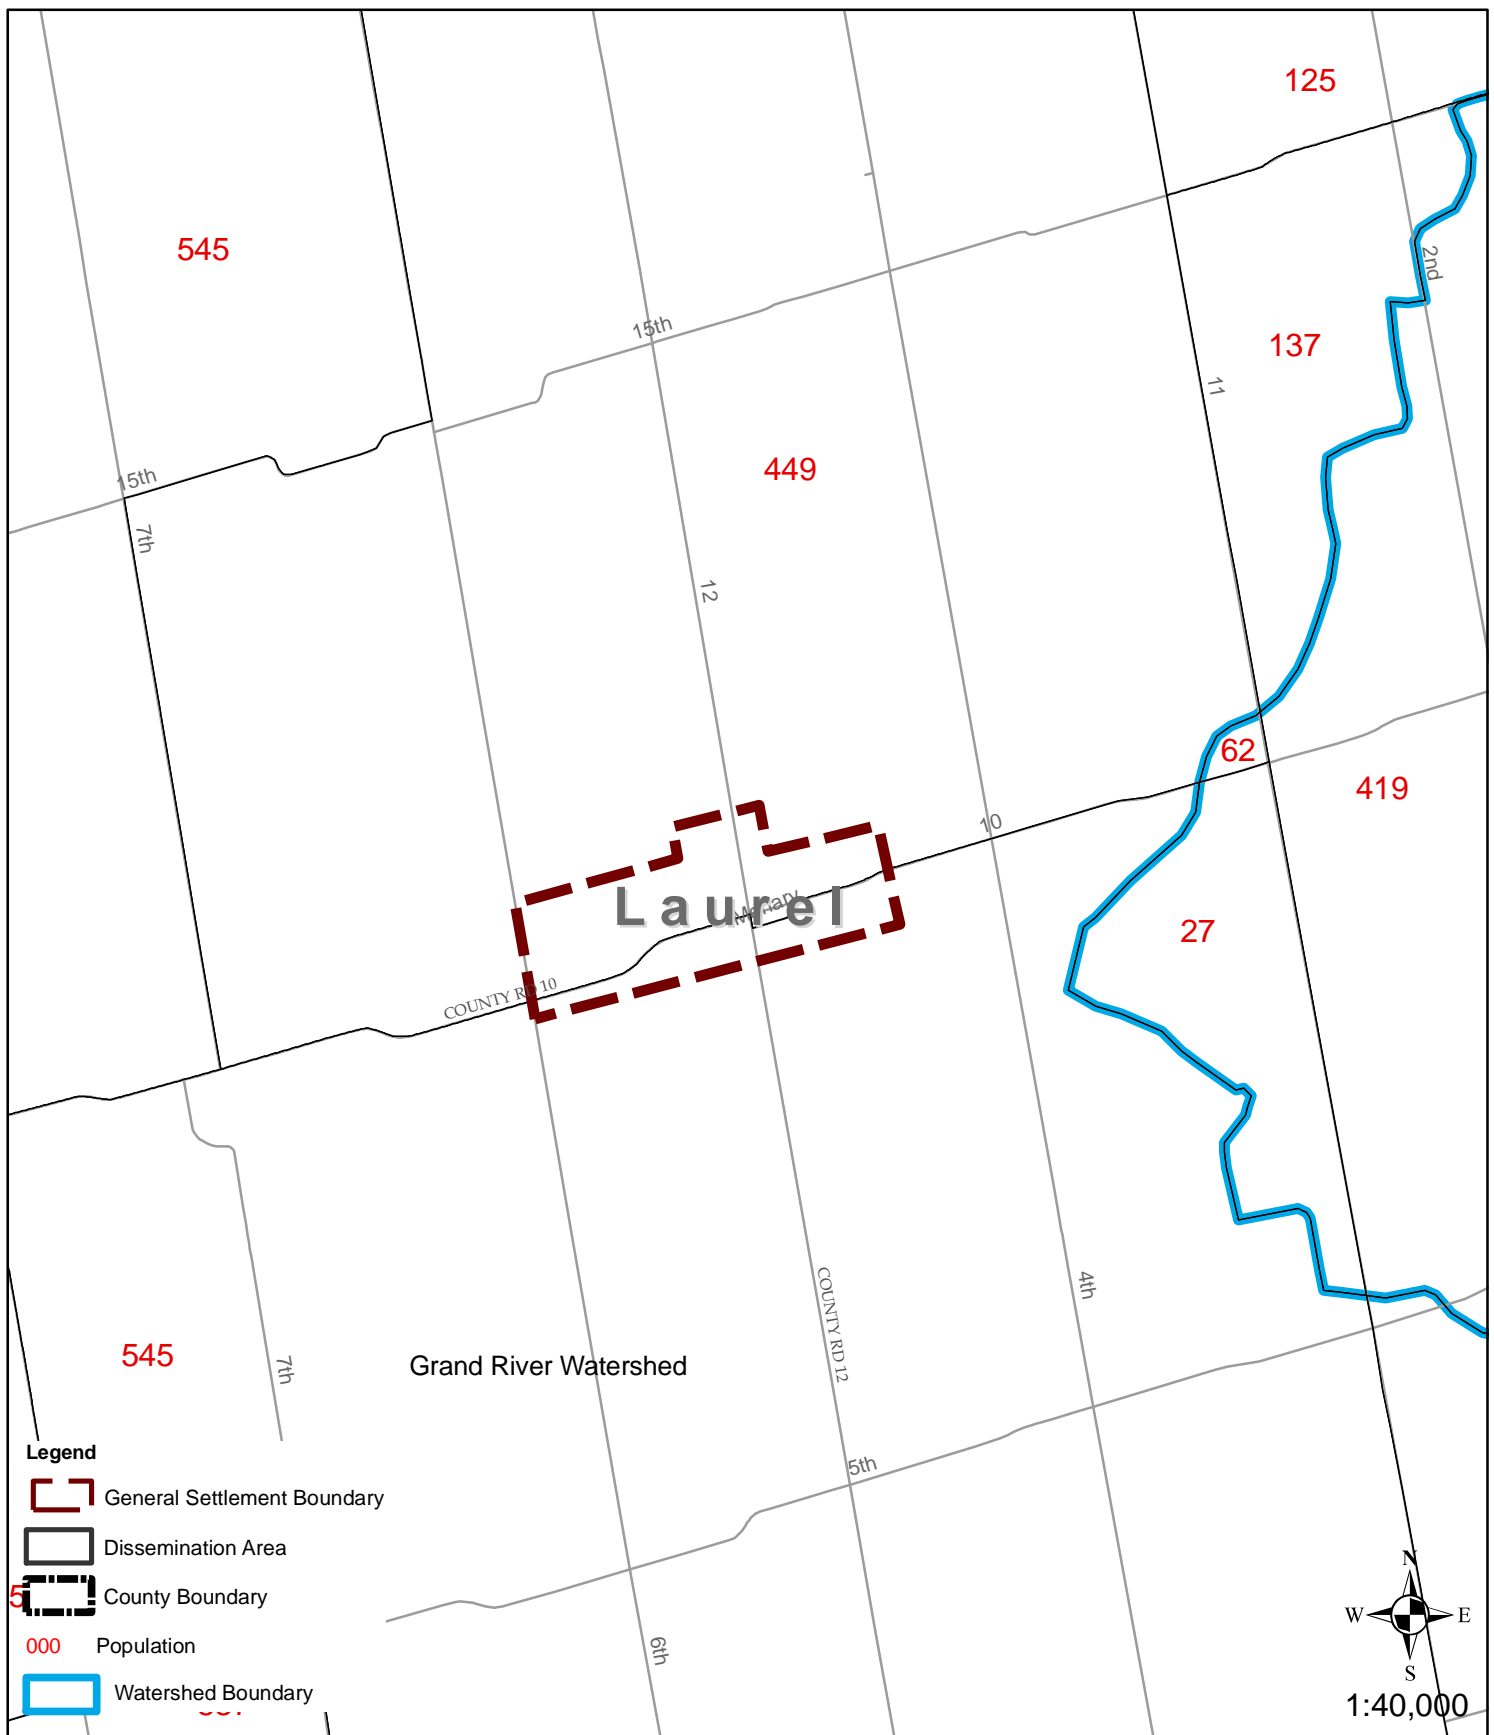 125
545
2nd
15th
137
11
449
15th
7th
12
62
419
10
Laurel
Menary
27
COUNTY RD 10
COUNTY RD 12
4th
545
7th
Grand River Watershed
5th
6th
Legend
General Settlement Boundary
Dissemination Area
County Boundary
000 Population
Watershed Boundary
N
W E
S
1:40,000